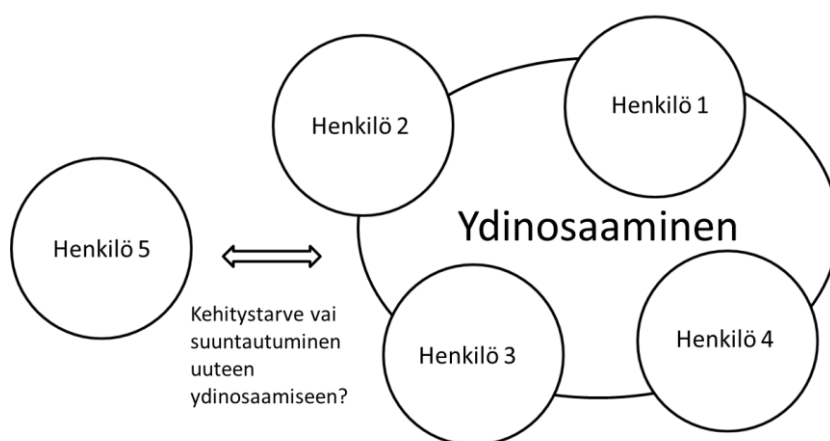 Henkilö 1
Henkilö 2
Ydinosaaminen
Henkilö 5
Kehitystarve vai
suuntautuminen
uuteen
ydinosaamiseen?
Henkilö 3
Henkilö 4